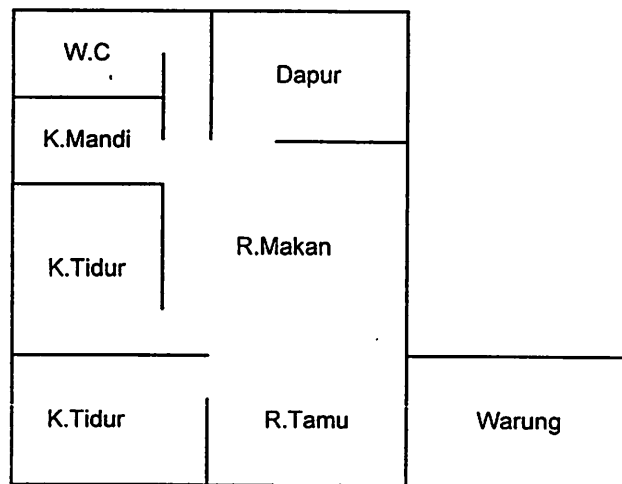 W.C
Dapur
K.Mandi
R.Makan
K.Tidur
K.Tidur
R.Tamu
Warung